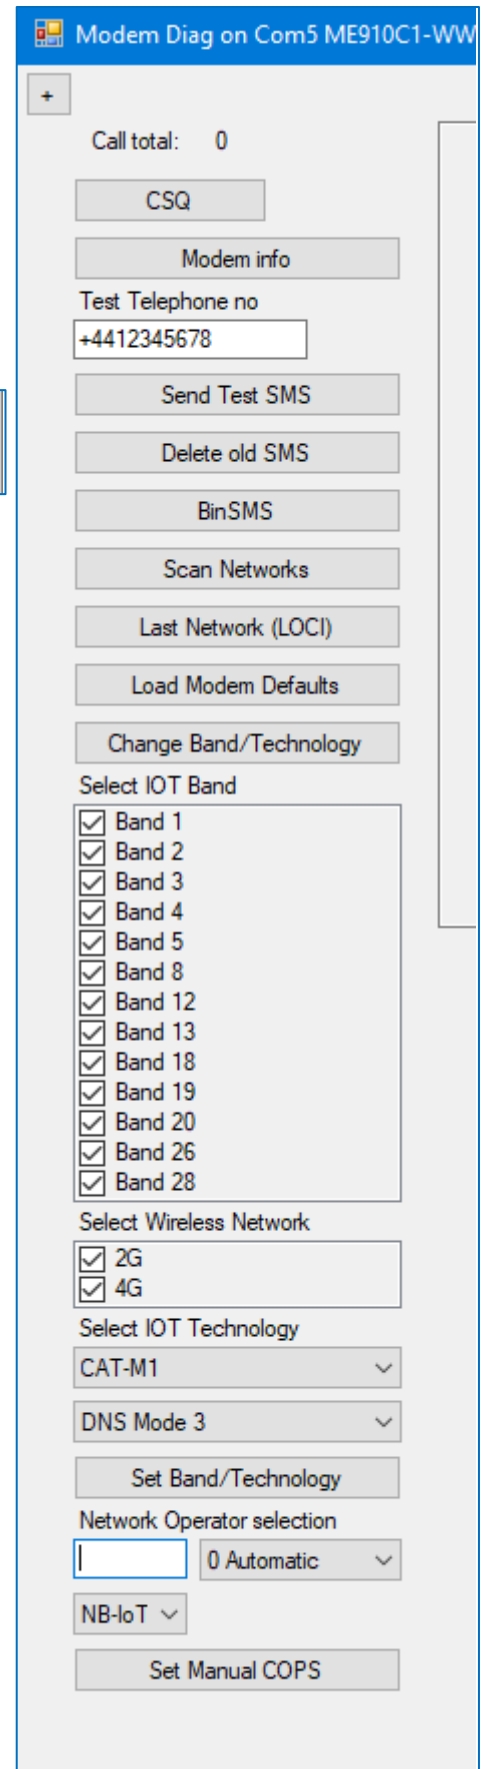 Modem Diag on Com5 ME910C1-WW
+
Call total: 0
CSQ
Modem info
Test Telephone no
+4412345678
Send Test SMS
Delete old SMS
BinSMS
Scan Networks
Last Network (LOCI)
Load Modem Defaults
Change Band/Technology
Select IOT Band
Band 1
Band 2
Band 3
Band 4
Band 5
Band 8
Band 12
Band 13
Band 18
Band 19
Band 20
Band 26
Band 28
Select Wireless Network
2G
4G
Select IOT Technology
CAT-M1
DNS Mode 3
Set Band/Technology
Network Operator selection
0 Automatic
NB-IoT
Set Manual COPS